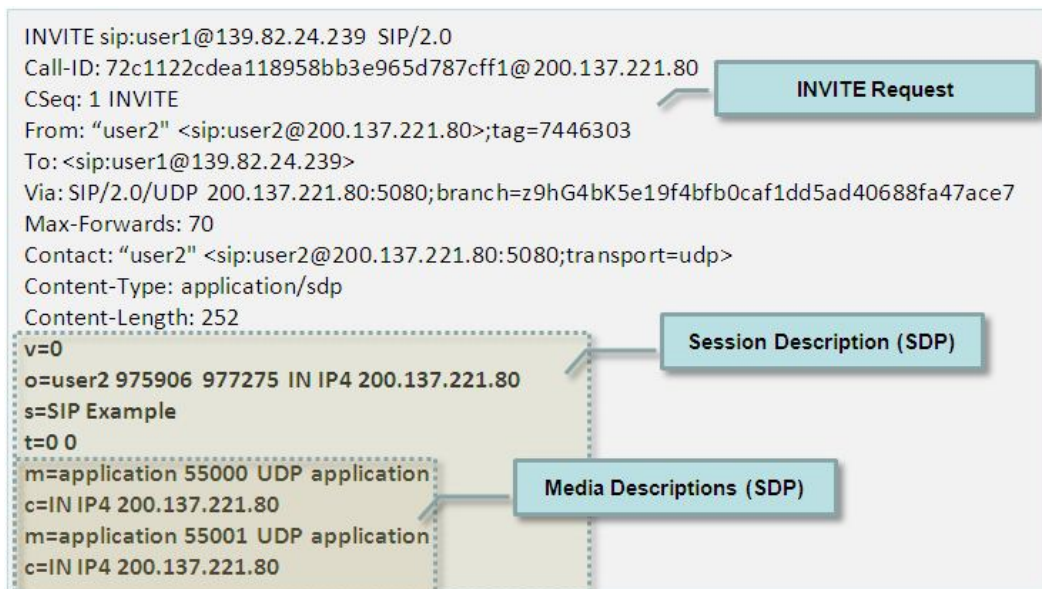 INVITE sip:user1@139.82.24.239 SIP/2.0
Call-ID: 72c1122cdea118958bb3e965d787cff1@200.137.221.80
INVITE Request
CSeq: 1 INVITE
From: “user2" <sip:user2@200.137.221.80>;tag=7446303
To: <sip:user1@139.82.24.239>
Via: SIP/2.0/UDP 200.137.221.80:5080;branch=z9hG4bK5e19f4bfb0caf1dd5ad40688fa47ace7
Max-Forwards: 70
Contact: “user2" <sip:user2@200.137.221.80:5080;transport=udp>
Content-Type: application/sdp
Content-Length: 252
Session Description (SDP)
v=0
o=user2 975906 977275 IN IP4 200.137.221.80
s=SIP Example
t=0 0
m=application 55000 UDP application
Media Descriptions (SDP)
c=IN IP4 200.137.221.80
m=application 55001 UDP application
c=IN IP4 200.137.221.80